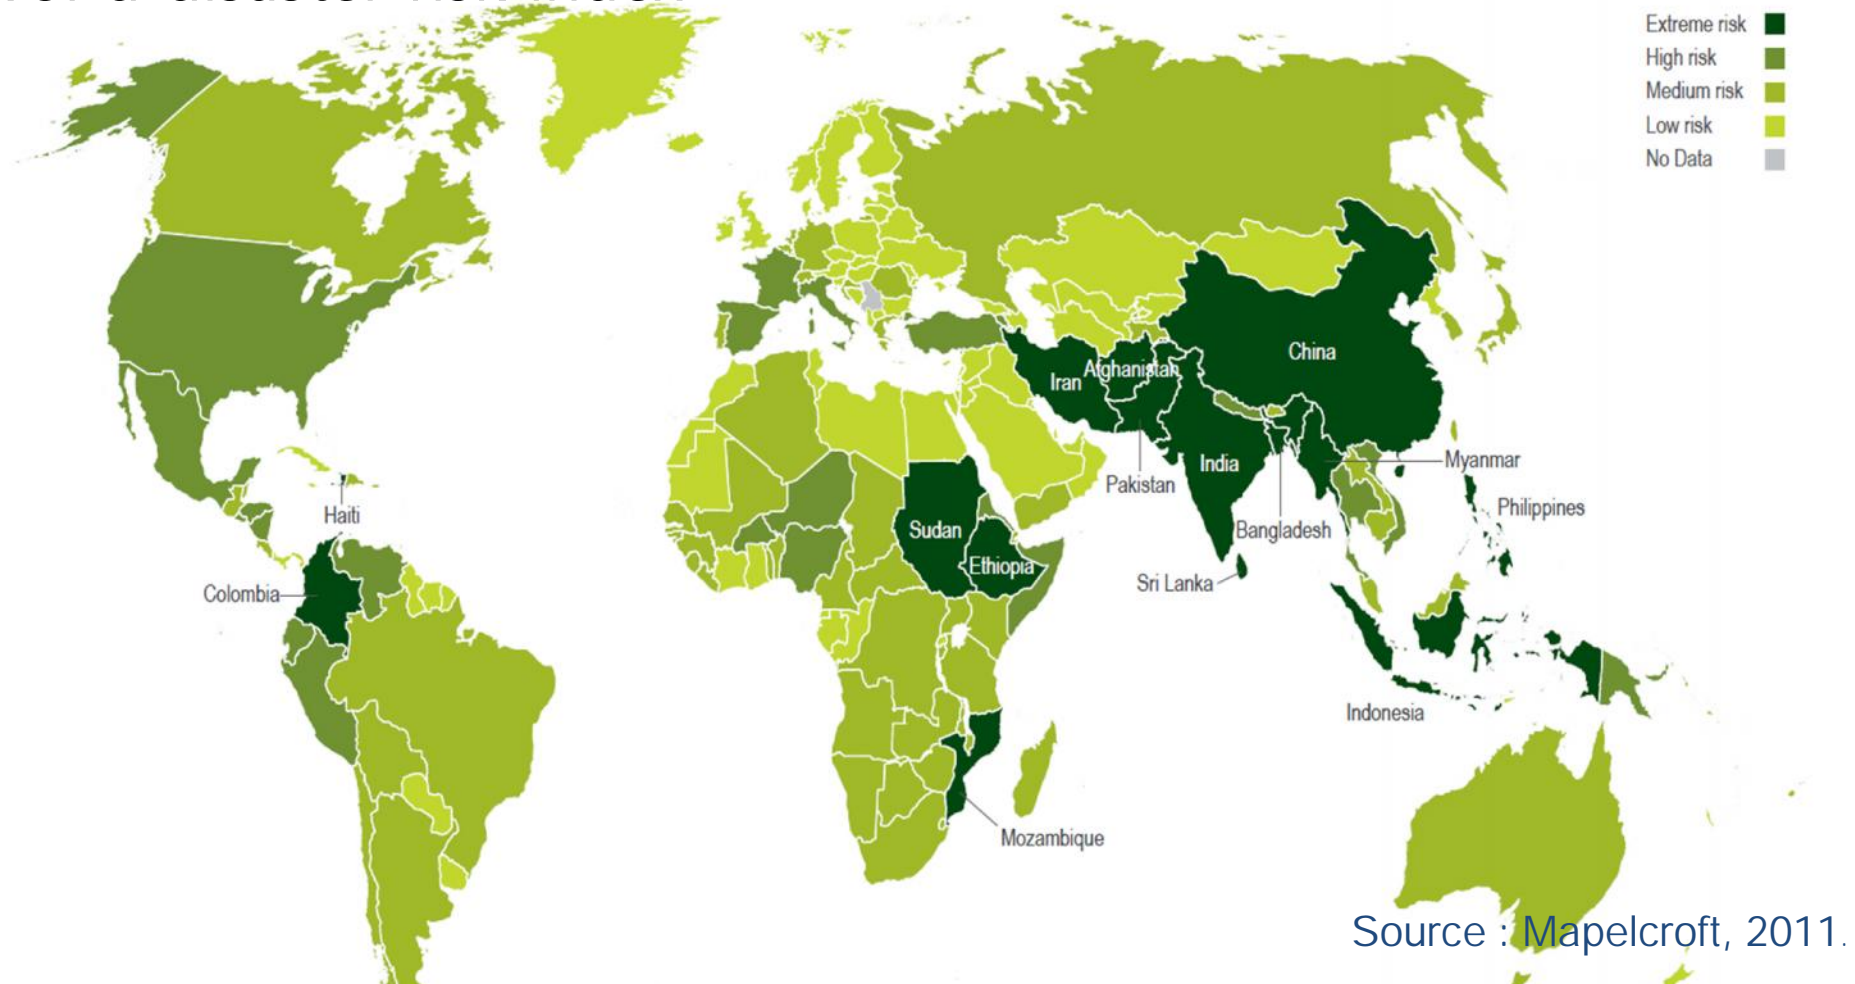 Extreme risk
High risk
Medium risk
Low risk
No Data
China
Afghanistan
Iran
India
Pakistan
Myanmar
Philippines
Bangladesh
Sri Lanka
Haiti
Sudan
Ethiopia
Colombia
Indonesia
Mozambique
Source : Mapelcroft, 2011.